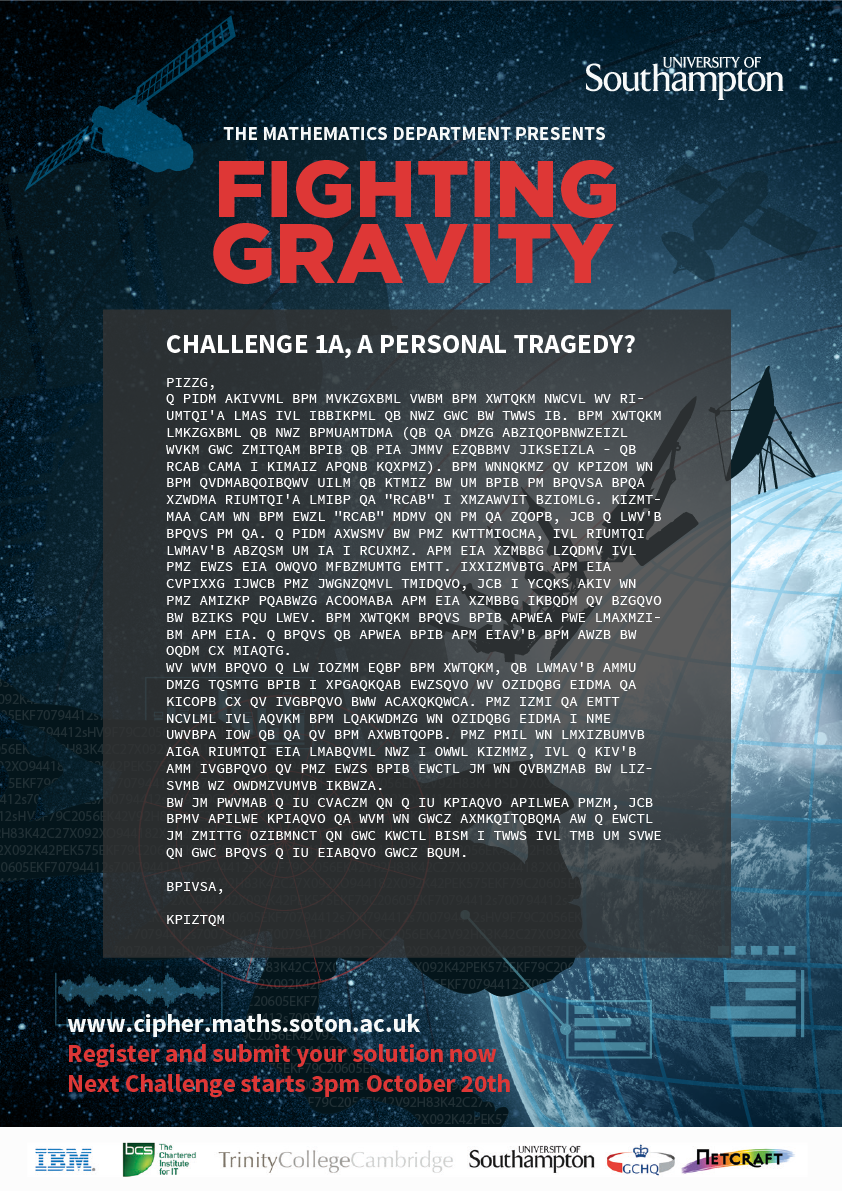 UNIVERSITY OF
Southampton
THE MATHEMATICS DEPARTMENT PRESENTS
FIGHTING
GRAVITY
CHALLENGE 1A, A PERSONAL TRAGEDY?
PIZZG,
Q PIDM AKIVVML BPM MVKZGXBML VWBM BPM XWTQKM NWCVL WV RI-
UMTQI'A LMAS IVL IBBIKPML QB NWZ GWC BW TWWS IB. BPM XWTQKM
LMKZGXBML QB NWZ BPMUAMTDMA (QB QA DMZG ABZIQOPBNWZEIZL
WVKM GWC ZMITQAM BPIB QB PIA JMMV EZQBBMV JIKSEIZLA - QB
RCAB CAMA I KIMAIZ APQNB KQXPMZ). BPM WNNQKMZ QV KPIZOM WN
BPM QVDMABQOIBQWV UILM QB KTMIZ BW UM BPIB PM BPQVSA BPQA
XZWDMA RIUMTQI'A LMIBP QA "RCAB" I XMZAWVIT BZIOMLG. KIZMT-
MAA CAM WN BPM EWZL "RCAB" MDMV QN PM QA ZQOPB, JCB Q LWV'B
BPQVS PM QA. Q PIDM AXWSMV BW PMZ KWTTMIOCMA, IVL RIUMTQI
LWMAV'B ABZQSM UM IA I RCUXMZ. APM EIA XZMBBG LZQDMV IVL
PMZ EWZS EIA OWQVO MFBZMUMTG EMTT. IXXIZMVBTG APM EIA
CVPIXXG IJWCB PMZ JWGNZQMVL TMIDQVO, JCB I YCQKS AKIV WN
PMZ AMIZKP PQABWZG ACOOMABA APM EIA XZMBBG IKBQDM QV BZGQVO
BW BZIKS PQU LWEV. BPM XWTQKM BPQVS BPIB APWEA PWE LMAXMZI-
BM APM EIA. Q BPQVS QB APWEA BPIB APM EIAV'B BPM AWZB BW
OQDM CX MIAQTG.
WV WVM BPQVO Q LW IOZMM EQBP BPM XWTQKM, QB LWMAV'B AMMU
DMZG TQSMTG BPIB I XPGAQKQAB EWZSQVO WV OZIDQBG EIDMA QA
KICOPB CX QV IVGBPQVO BWW ACAXQKQWCA. PMZ IZMI QA EMTT
NCVLML IVL AQVKM BPM LQAKWDMZG WN OZIDQBG EIDMA I NME
UWVBPA IOW QB QA QV BPM AXWBTQOPB. PMZ PMIL WN LMXIZBUMVB
AIGA RIUMTQI EIA LMABQVML NWZ I OWWL KIZMMZ, IVL Q KIV'B
AMM IVGBPQVO QV PMZ EWZS BPIB EWCTL JM WN QVBMZMAB BW LIZ-
SVMB WZ OWDMZVUMVB IKBWZA.
BW JM PWVMAB Q IU CVACZM QN Q IU KPIAQVO APILWEA PMZM, JCB
BPMV APILWE KPIAQVO QA WVM WN GWCZ AXMKQITQBQMA AW Q EWCTL
JM ZMITTG OZIBMNCT QN GWC KWCTL BISM I TWWS IVL TMB UM SVWE
QN GWC BPQVS Q IU EIABQVO GWCZ BQUM.
BPIVSA,
KPIZTQM
www.cipher.maths.soton.ac.uk
Register and submit your solution now
Next Challenge starts 3pm October 20th
IBM
bcs
The
Chartered
Institute
for IT
TrinityCollegeCambridge
UNIVERSITY OF
Southampton
GCHQ
NETCRAFT